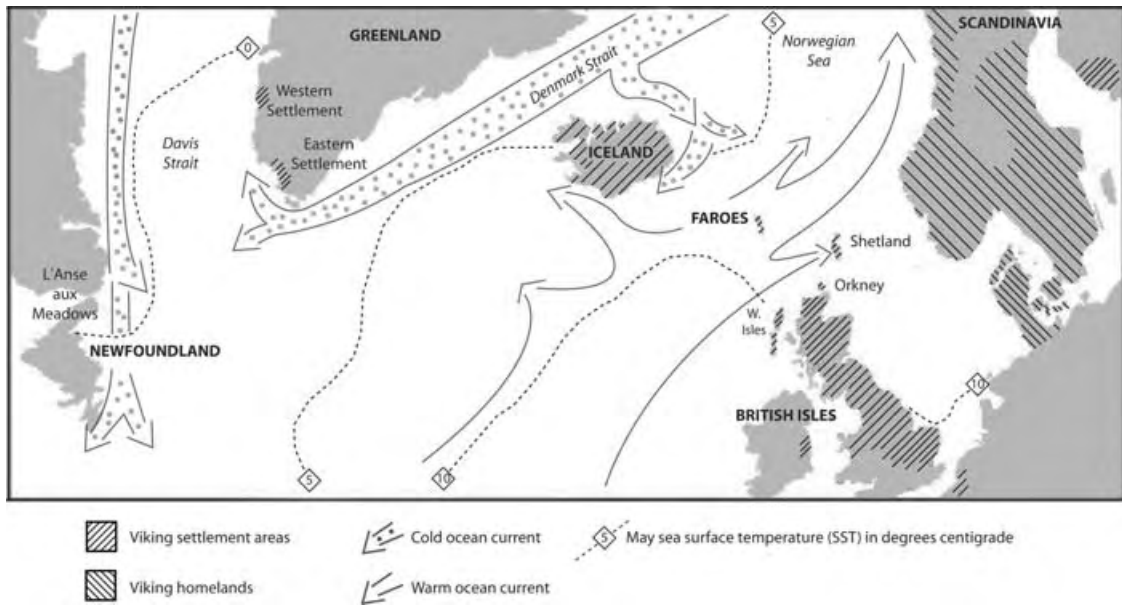 GREENLAND
0
5
Norwegian
Sea
SCANDINAVIA
Western
Settlement
Denmark Strait
Davis
Strait
Eastern
Settlement
ICELAND
FAROES
Shetland
L'Anse
aux
Meadows
Orkney
W.
Isles
NEWFOUNDLAND
10
BRITISH ISLES
5
10
Viking settlement areas
Cold ocean current
5
May sea surface temperature (SST) in degrees centigrade
Viking homelands
Warm ocean current